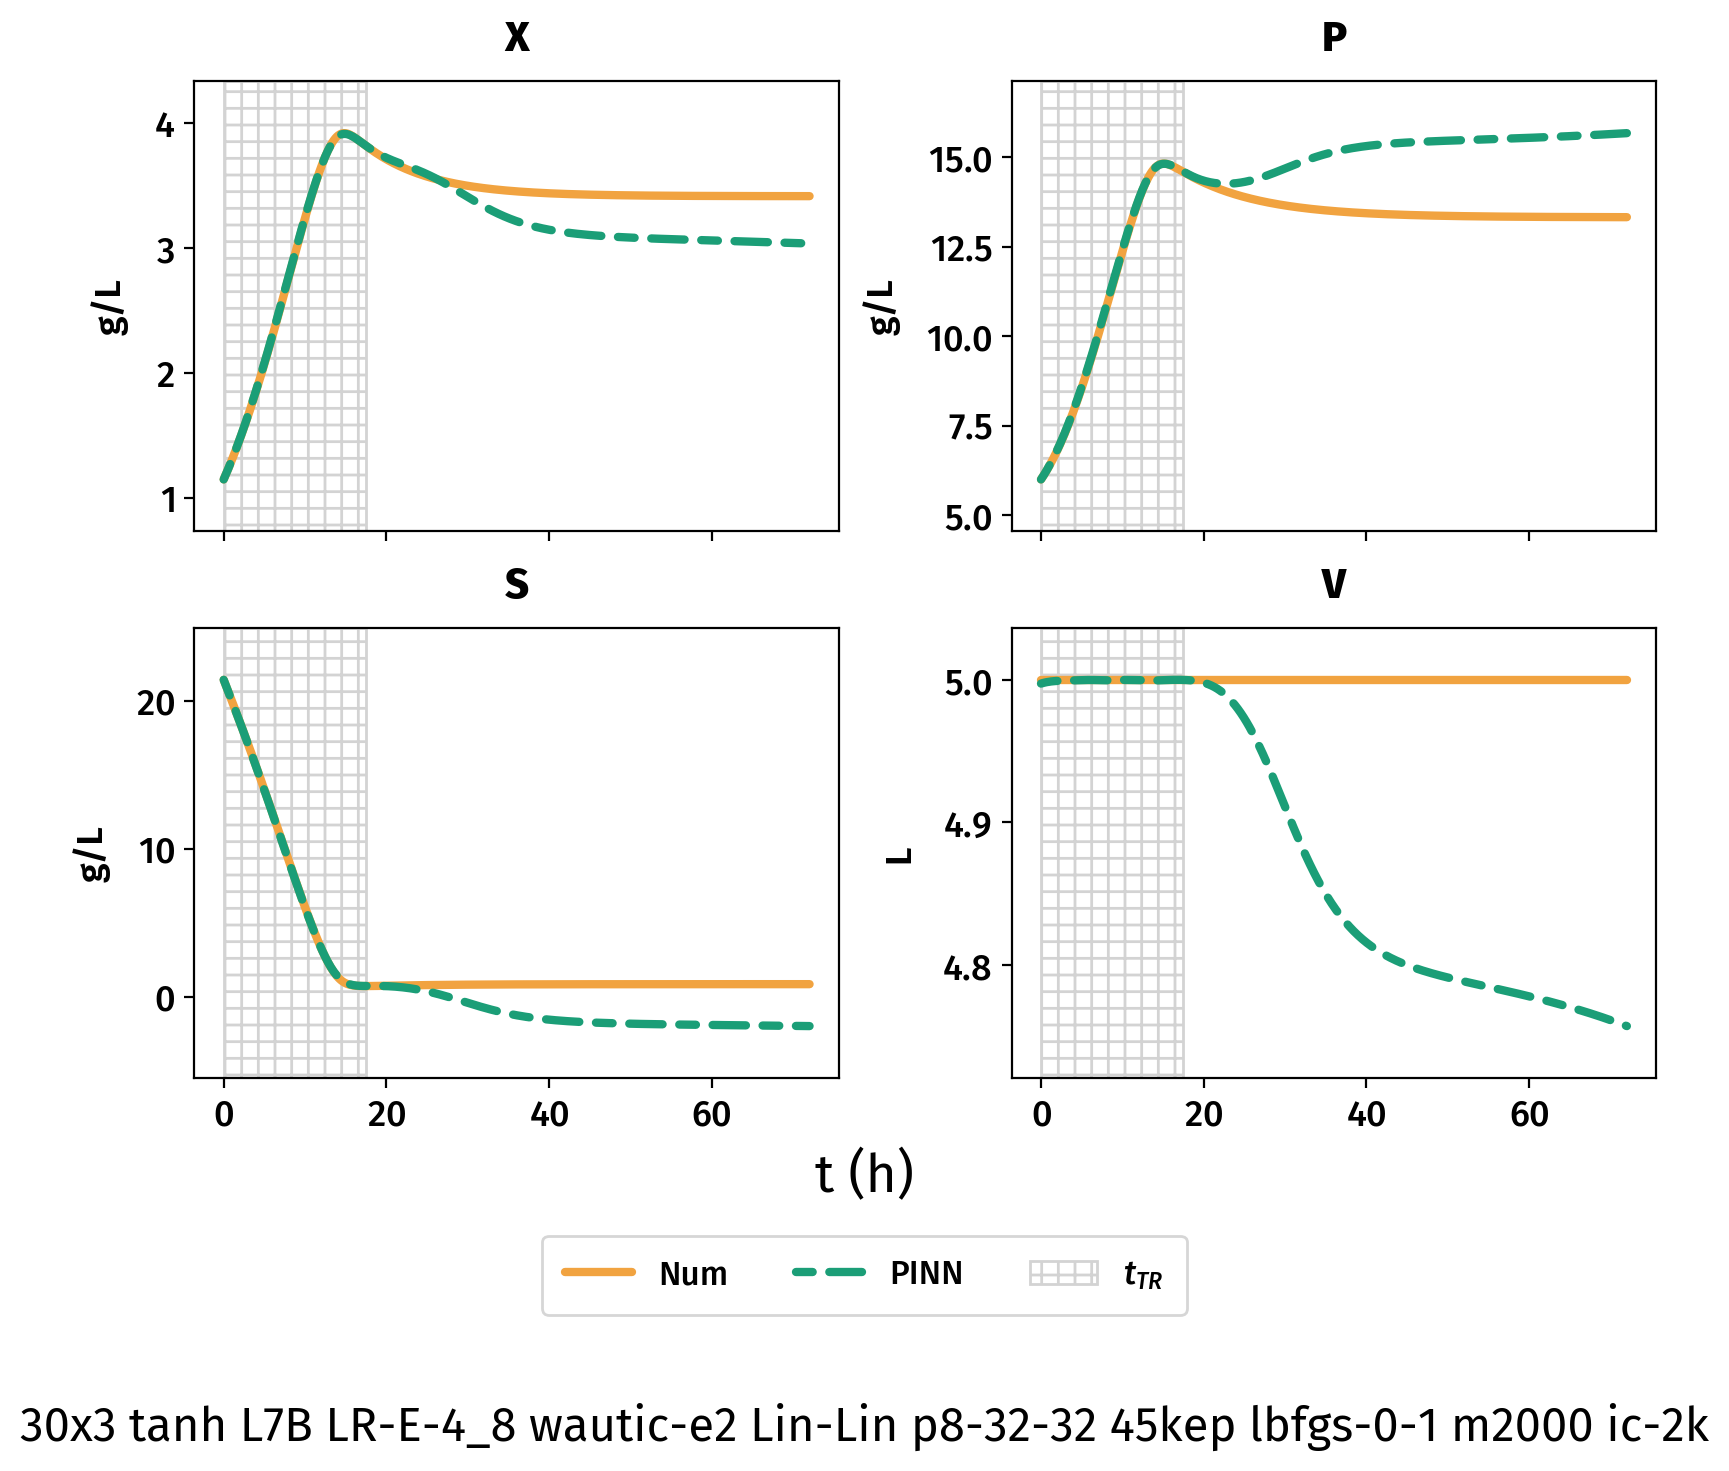 X
4
3
2
1
g/L
P
15.0
12.5
10.0
7.5
5.0
g/L
S
20
10
0
g/L
0 20 40 60
V
5.0
4.9
4.8
L
0 20 40 60
t (h)
Num PINN t_TR
30x3 tanh L7B LR-E-4_8 wautic-e2 Lin-Lin p8-32-32 45kep lbfgs-0-1 m2000 ic-2k